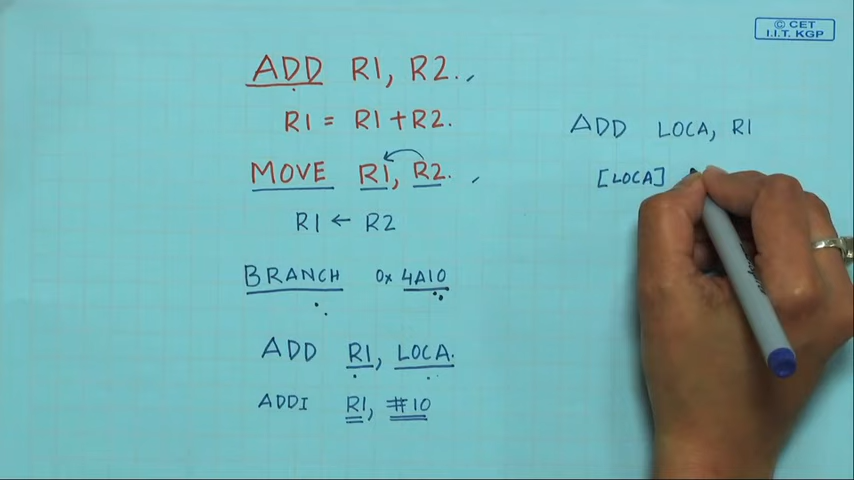 © CET
I.I.T. KGP
ADD R1, R2.
R1 = R1 + R2.
MOVE R1, R2.
R1 ← R2
BRANCH 0x 4A10
ADD R1, LOCA.
ADDI R1, #10
ADD LOCA, R1
[LOCA]